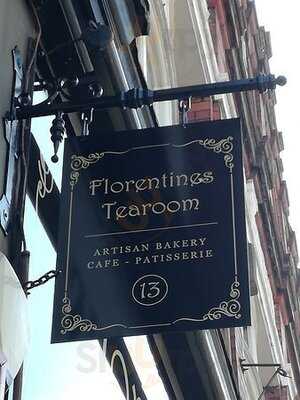 Florentines
Tearoom
ARTISAN BAKERY
CAFE - PATISSERIE
13